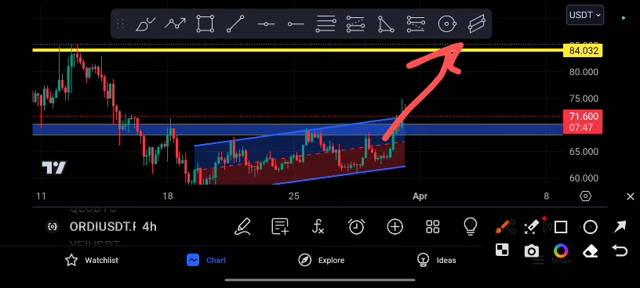 USDT
84.032
80.000
75.000
71.600
07:47
65.000
60.000
11 18 25 Apr 8
ORDIUSDT.P 4h
Watchlist Chart Explore Ideas